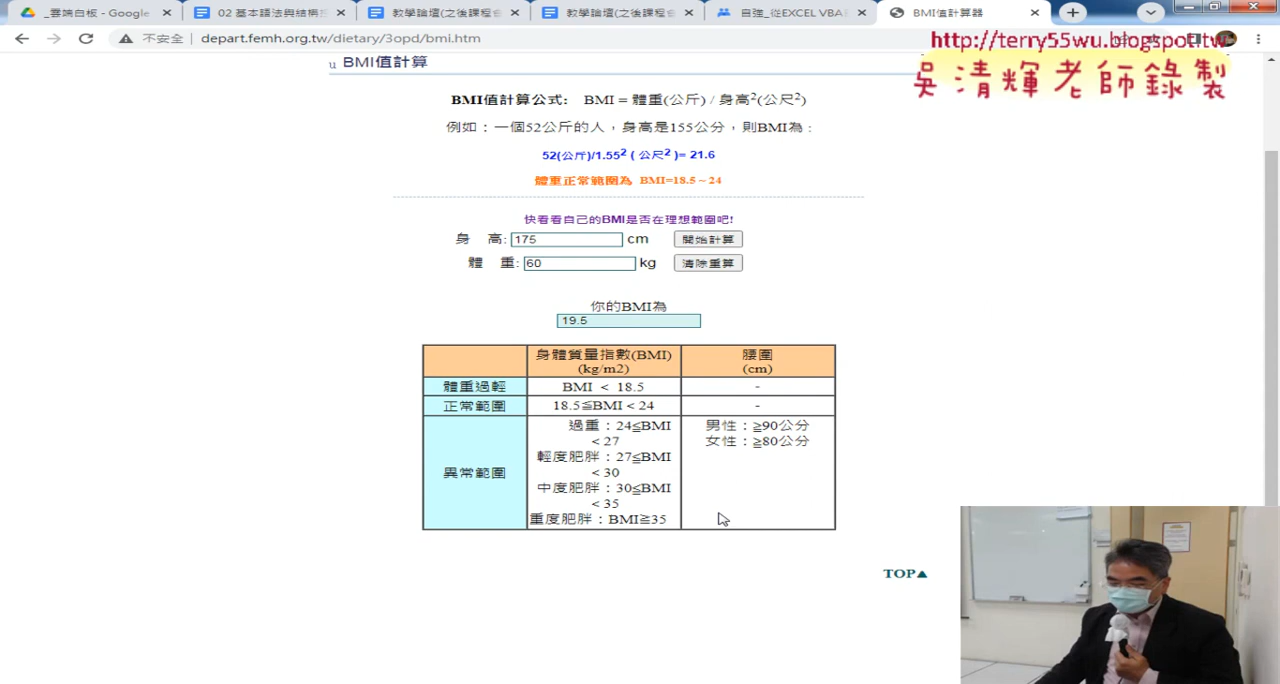 _雲端白板 - Google
02 基本語法與結構控
教學論壇(之後課程會
教學論壇(之後課程會
自強_從EXCEL VBA
BMI值計算器
不安全
depart.femh.org.tw/dietary/3opd/bmi.htm
http://terry55wu.blogspot.tw
吳清輝老師錄製
u BMI值計算
BMI值計算公式: BMI = 體重(公斤) / 身高²(公尺²)
例如：一個52公斤的人，身高是155公分，則BMI為 :
52(公斤)/1.55² ( 公尺² )= 21.6
體重正常範圍為 BMI=18.5 ~ 24
快看看自己的BMI是否在理想範圍吧!
身 高: 175 cm 開始計算
體 重: 60 kg 清除重算
你的BMI為
19.5
身體質量指數(BMI)
(kg/m2)
腰圍
(cm)
體重過輕 BMI < 18.5 -
正常範圍 18.5≦BMI < 24 -
異常範圍
過重：24≦BMI
< 27
輕度肥胖：27≦BMI
< 30
中度肥胖：30≦BMI
< 35
重度肥胖：BMI≧35
男性：≧90公分
女性：≧80公分
TOP▲